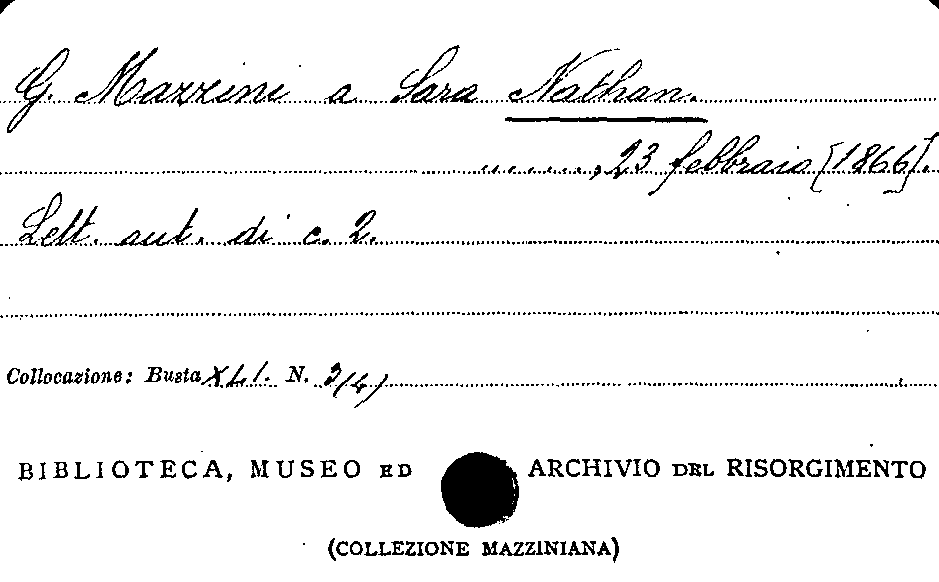 G. Mazzini a Sara Nathan.
........, 23 febbraio [1866].
Lett. aut. di c. 2.
Collocazione: Busta XLI. N. 3/4)
BIBLIOTECA, MUSEO ED ARCHIVIO DEL RISORGIMENTO
(COLLEZIONE MAZZINIANA)